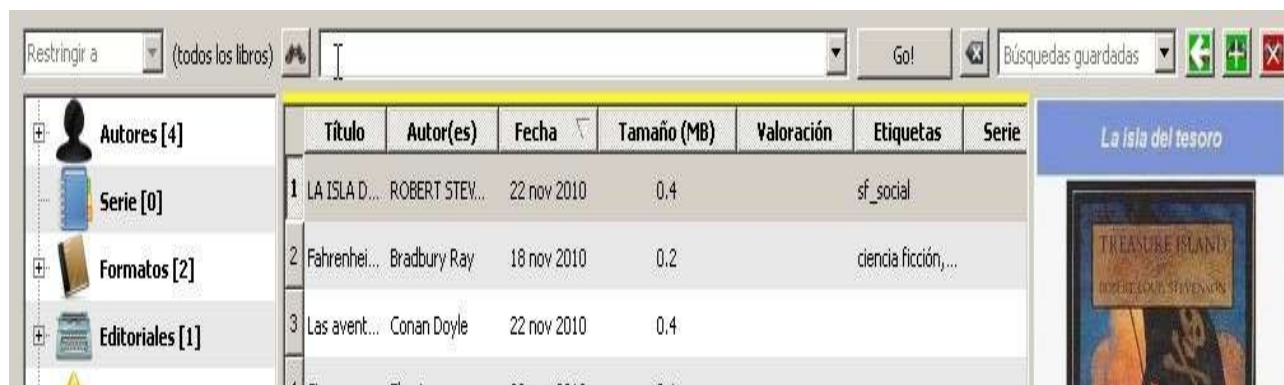 Restringir a (todos los libros) Go! Búsquedas guardadas
Autores [4]
Serie [0]
Formatos [2]
Editoriales [1]
Título Autor(es) Fecha Tamaño (MB) Valoración Etiquetas Serie
1 LA ISLA D... ROBERT STEV... 22 nov 2010 0.4 sf_social
2 Fahrenhei... Bradbury Ray 18 nov 2010 0.2 ciencia ficción,...
3 Las avent... Conan Doyle 22 nov 2010 0.4
La isla del tesoro
TREASURE ISLAND
ROBERT LOUIS STEVENSON